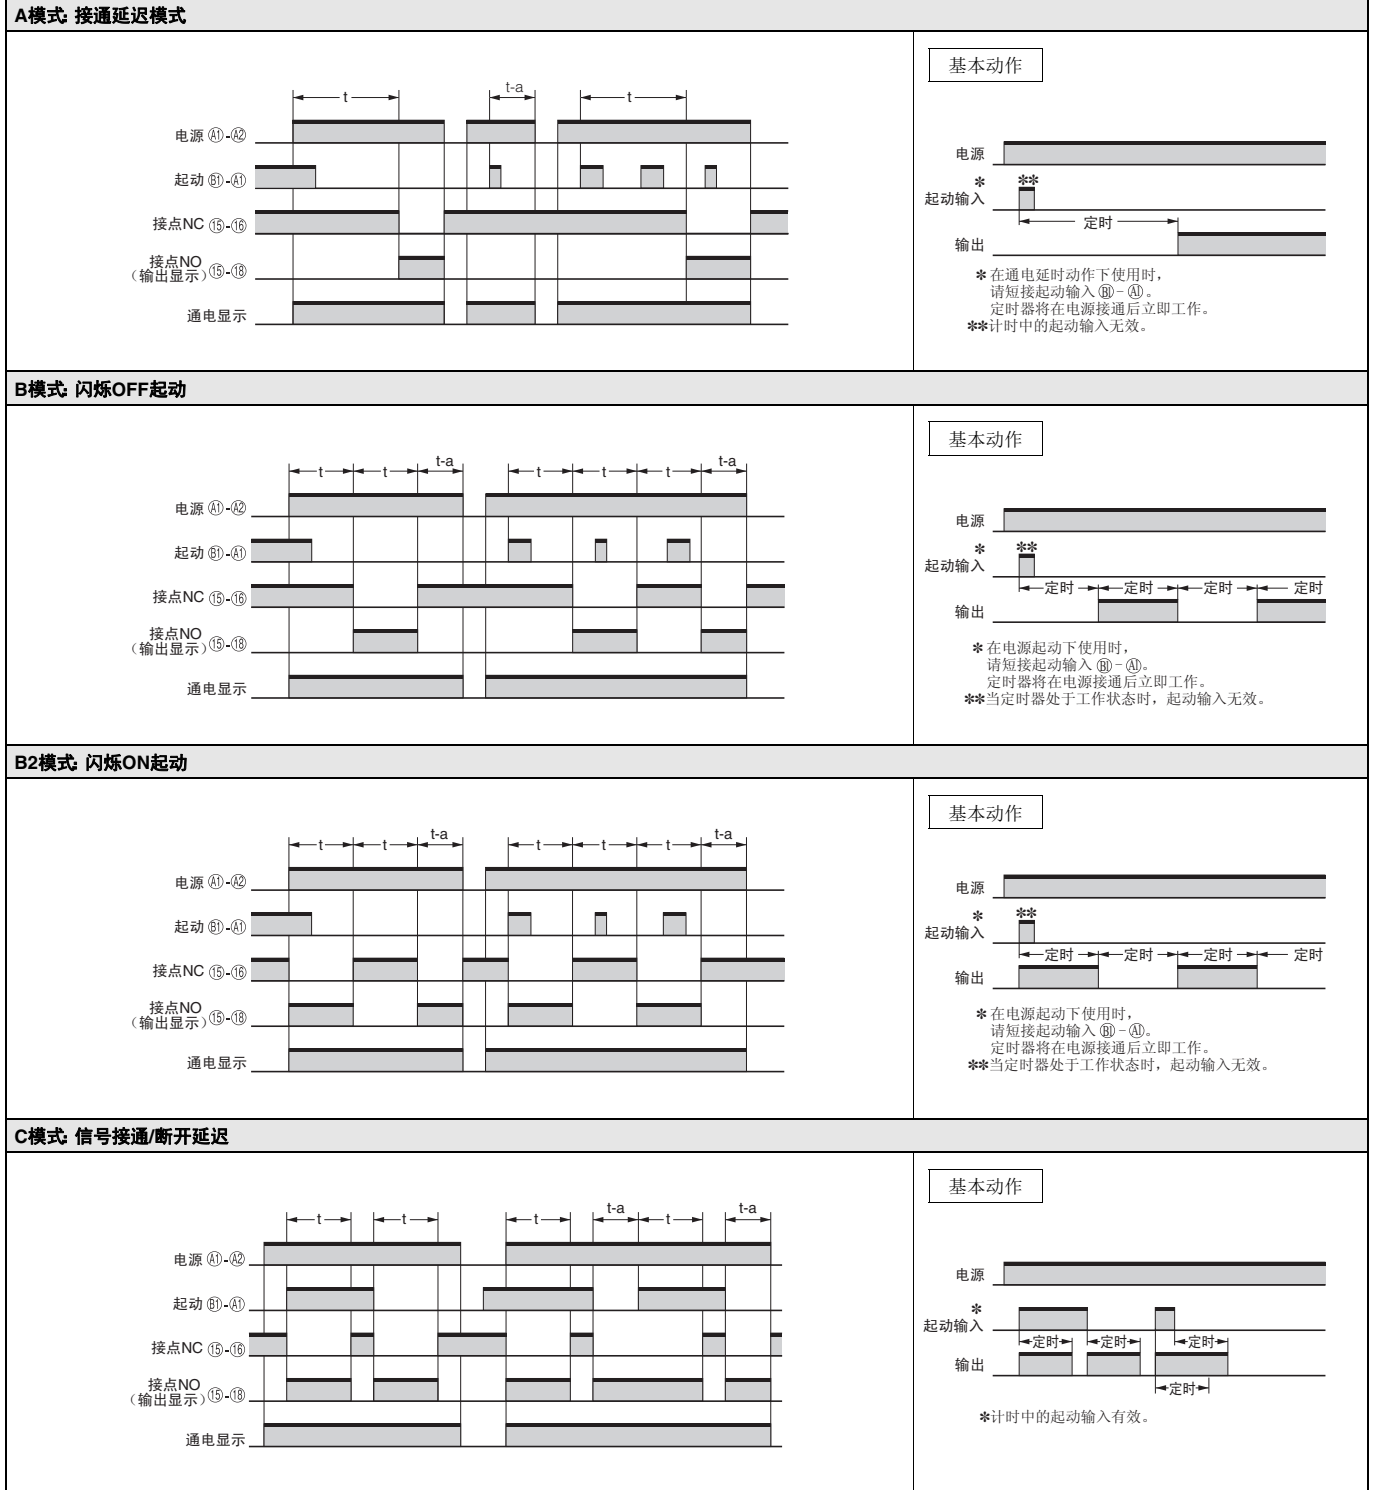 A模式: 接通延迟模式
t
t-a
t
电源 Ⓐ1-Ⓐ2
起动 Ⓑ1-Ⓐ1
接点NC ⑮-⑯
接点NO
（输出显示）⑮-⑱
通电显示
基本动作
电源
✱
起动输入
✱✱
定时
输出
✱在通电延时动作下使用时，
请短接起动输入 Ⓑ1－Ⓐ1。
定时器将在电源接通后立即工作。
✱✱计时中的起动输入无效。
B模式: 闪烁OFF起动
t t t-a t t t t-a
电源 Ⓐ1-Ⓐ2
起动 Ⓑ1-Ⓐ1
接点NC ⑮-⑯
接点NO
（输出显示）⑮-⑱
通电显示
基本动作
电源
✱
起动输入
✱✱
定时 定时 定时 定时
输出
✱在电源起动下使用时，
请短接起动输入 Ⓑ1－Ⓐ1。
定时器将在电源接通后立即工作。
✱✱当定时器处于工作状态时，起动输入无效。
B2模式: 闪烁ON起动
t t t-a t t t t-a
电源 Ⓐ1-Ⓐ2
起动 Ⓑ1-Ⓐ1
接点NC ⑮-⑯
接点NO
（输出显示）⑮-⑱
通电显示
基本动作
电源
✱
起动输入
✱✱
定时 定时 定时 定时
输出
✱在电源起动下使用时，
请短接起动输入 Ⓑ1－Ⓐ1。
定时器将在电源接通后立即工作。
✱✱当定时器处于工作状态时，起动输入无效。
C模式: 信号接通/断开延迟
t t t t-a t t-a
电源 Ⓐ1-Ⓐ2
起动 Ⓑ1-Ⓐ1
接点NC ⑮-⑯
接点NO
（输出显示）⑮-⑱
通电显示
基本动作
电源
✱
起动输入
定时 定时 定时
输出
定时
✱计时中的起动输入有效。